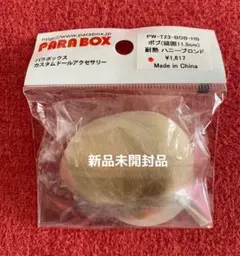 http://www.parabox.jp
PARABOX
パラボックス
カスタムドールアクセサリー
PW-T23-BOB-HB
ボブ(頭囲11.5cm)
耐熱 ハニーブロンド
¥1,617
Made in China
新品未開封品